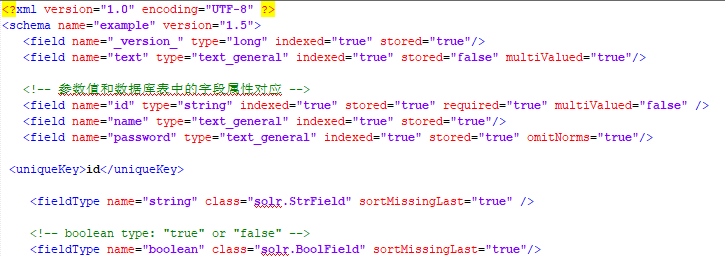 <?xml version="1.0" encoding="UTF-8" ?>
<schema name="example" version="1.5">
<field name="_version_" type="long" indexed="true" stored="true"/>
<field name="text" type="text_general" indexed="true" stored="false" multiValued="true"/>
<!-- 参数值和数据库表中的字段属性对应 -->
<field name="id" type="string" indexed="true" stored="true" required="true" multiValued="false" />
<field name="name" type="text_general" indexed="true" stored="true"/>
<field name="password" type="text_general" indexed="true" stored="true" omitNorms="true"/>
<uniqueKey>id</uniqueKey>
<fieldType name="string" class="solr.StrField" sortMissingLast="true" />
<!-- boolean type: "true" or "false" -->
<fieldType name="boolean" class="solr.BoolField" sortMissingLast="true"/>